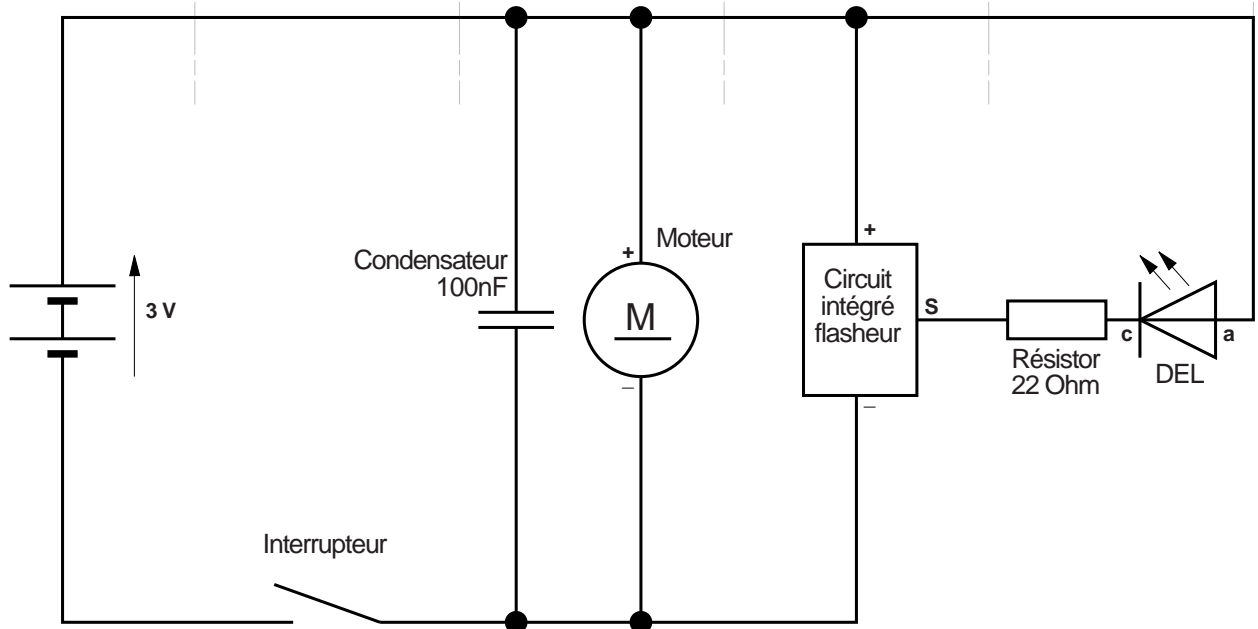 3 V
Condensateur
100nF
+
Moteur
M
_
+
Circuit
intégré
flasheur
S
_
Résistor
22 Ohm
c
a
DEL
Interrupteur